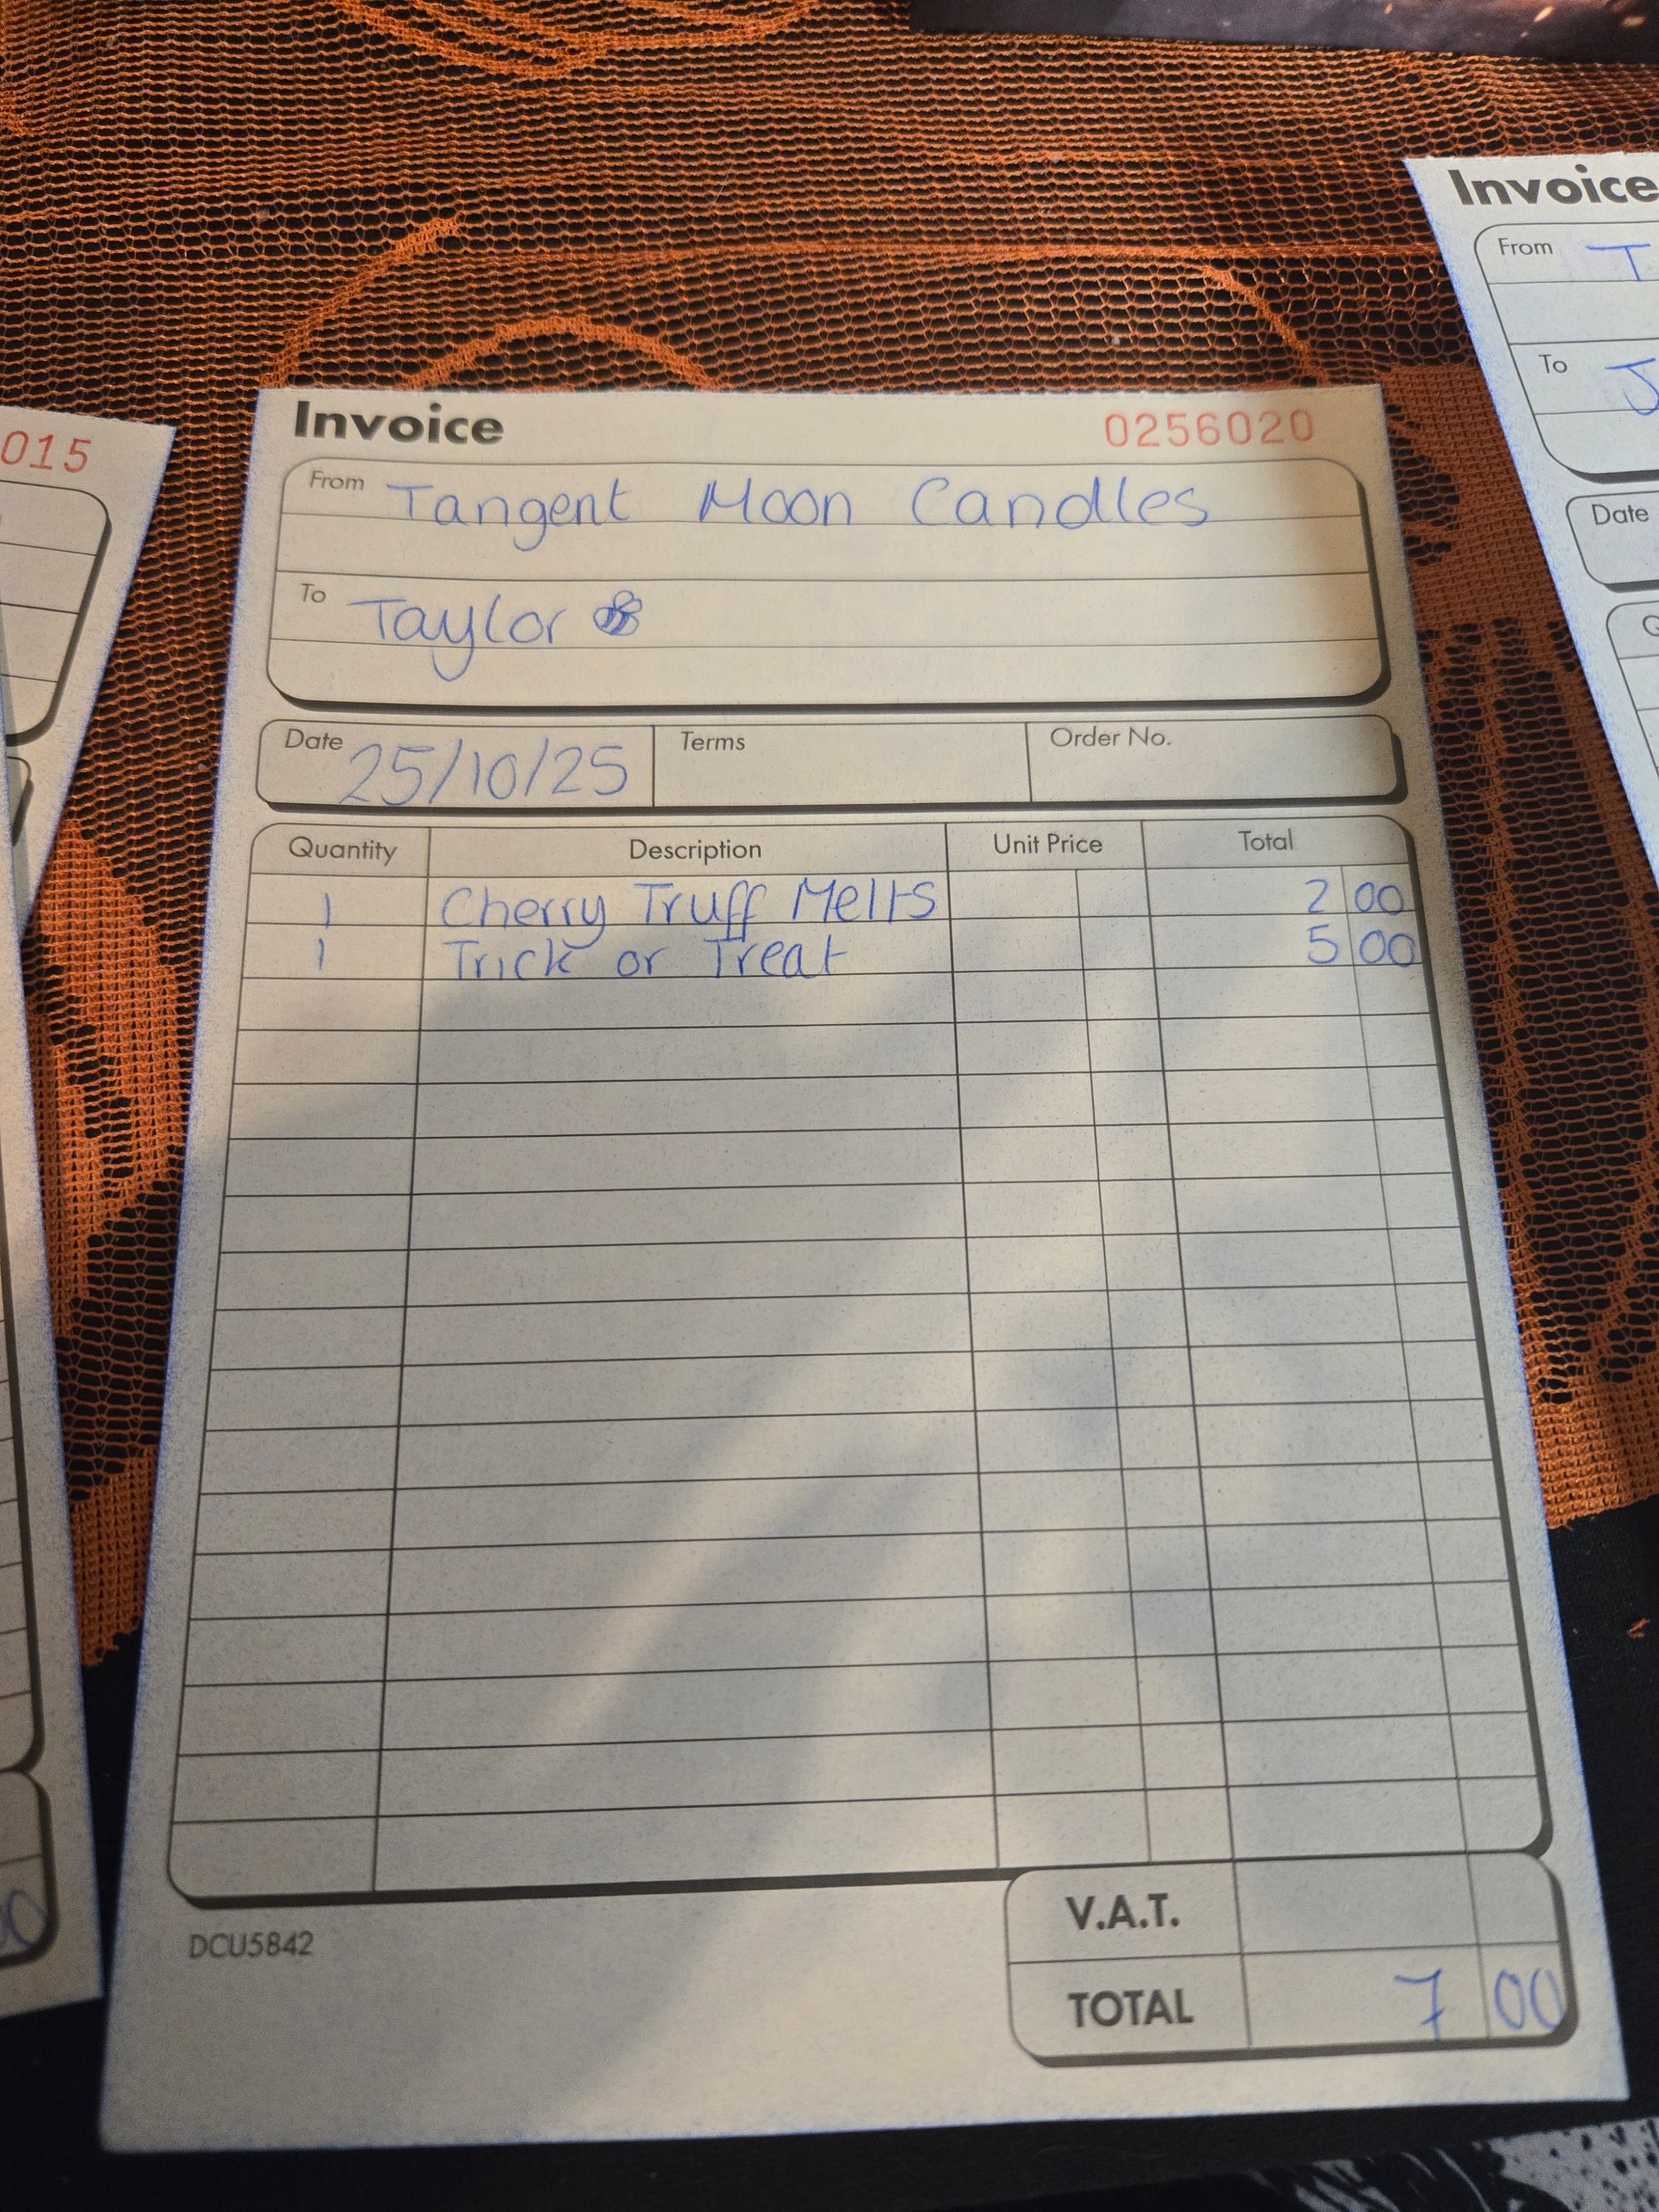 Invoice 0256020
From Tangent Moon Candles
To Taylor
Date 25/10/25 Terms Order No.
Quantity Description Unit Price Total
1 Cherry Truff Melts 2 00
1 Trick or Treat 5 00
V.A.T.
DCU5842
TOTAL 7 00
015
00
Invoice
From T
To J
Date
Q